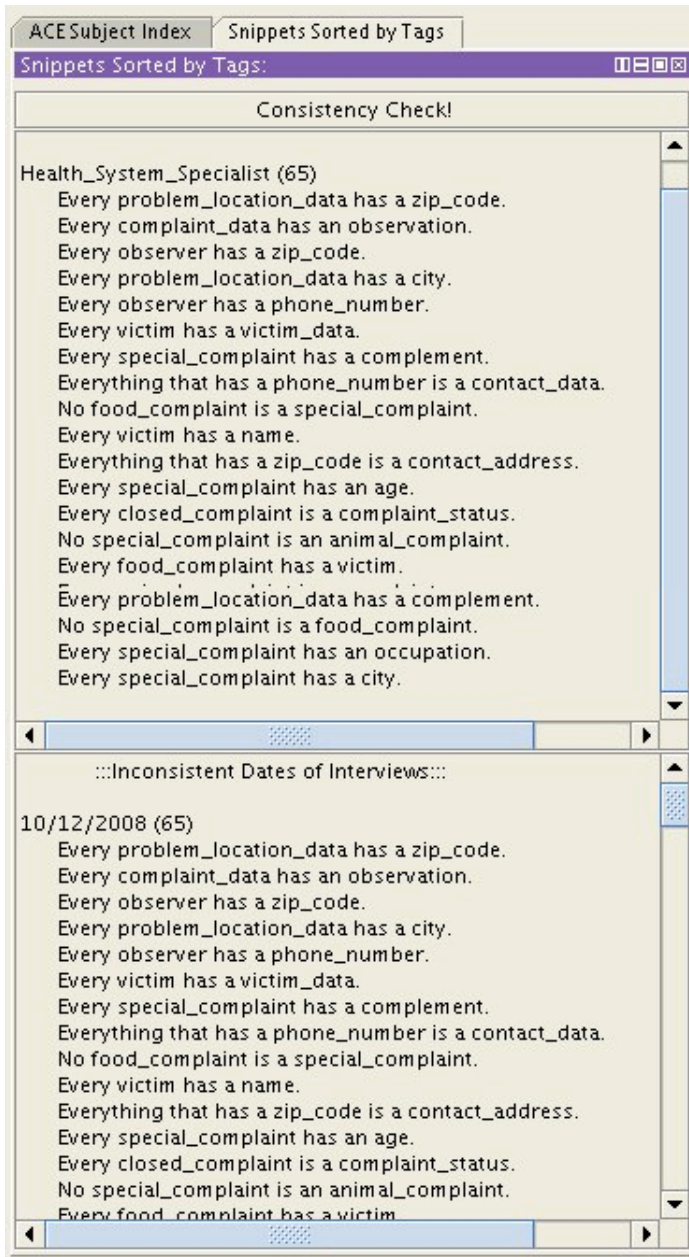 ACE Subject Index Snippets Sorted by Tags
Snippets Sorted by Tags:
Consistency Check!
Health_System_Specialist (65)
Every problem_location_data has a zip_code.
Every complaint_data has an observation.
Every observer has a zip_code.
Every problem_location_data has a city.
Every observer has a phone_number.
Every victim has a victim_data.
Every special_complaint has a complement.
Everything that has a phone_number is a contact_data.
No food_complaint is a special_complaint.
Every victim has a name.
Everything that has a zip_code is a contact_address.
Every special_complaint has an age.
Every closed_complaint is a complaint_status.
No special_complaint is an animal_complaint.
Every food_complaint has a victim.
Every problem_location_data has a complement.
No special_complaint is a food_complaint.
Every special_complaint has an occupation.
Every special_complaint has a city.
:::Inconsistent Dates of Interviews:::
10/12/2008 (65)
Every problem_location_data has a zip_code.
Every complaint_data has an observation.
Every observer has a zip_code.
Every problem_location_data has a city.
Every observer has a phone_number.
Every victim has a victim_data.
Every special_complaint has a complement.
Everything that has a phone_number is a contact_data.
No food_complaint is a special_complaint.
Every victim has a name.
Everything that has a zip_code is a contact_address.
Every special_complaint has an age.
Every closed_complaint is a complaint_status.
No special_complaint is an animal_complaint.
Every food_complaint has a victim